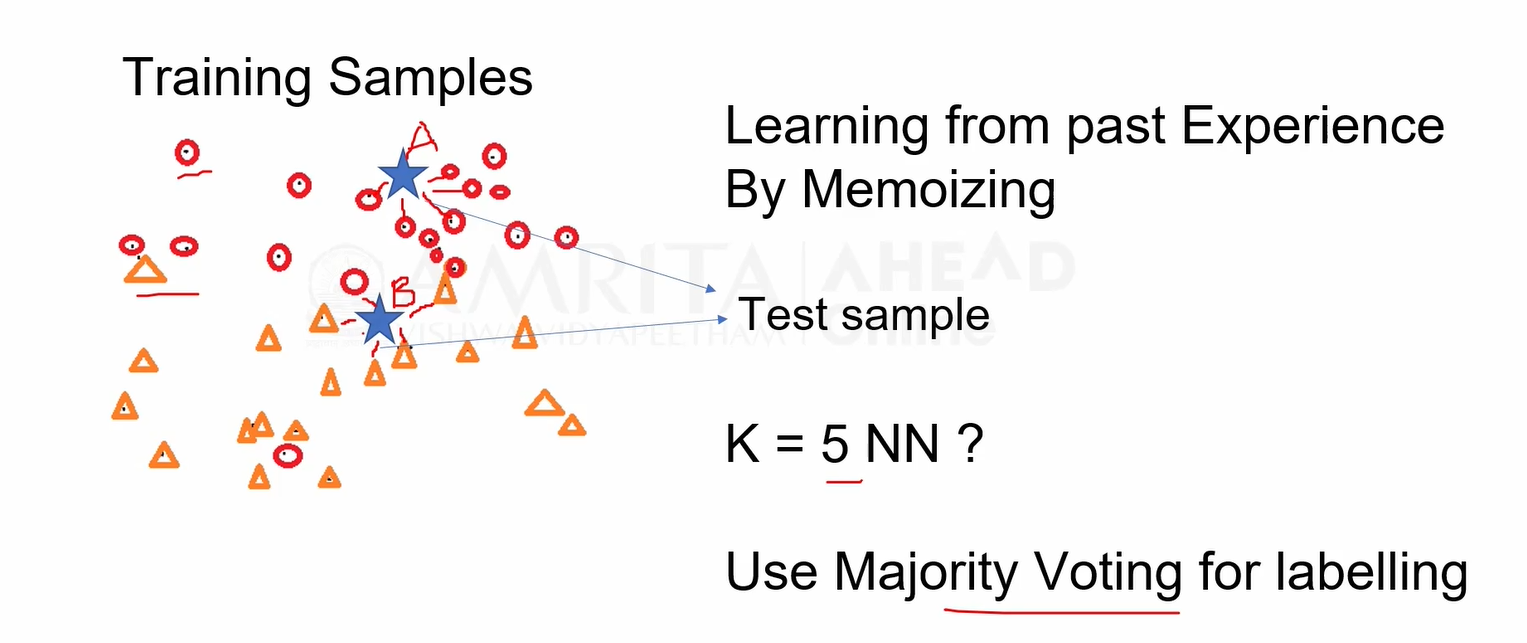 Training Samples
A
Learning from past Experience
By Memoizing
AMRITA AHEAD
VISHWA VIDYAPEETHAM Online
B
Test sample
K = 5 NN ?
Use Majority Voting for labelling